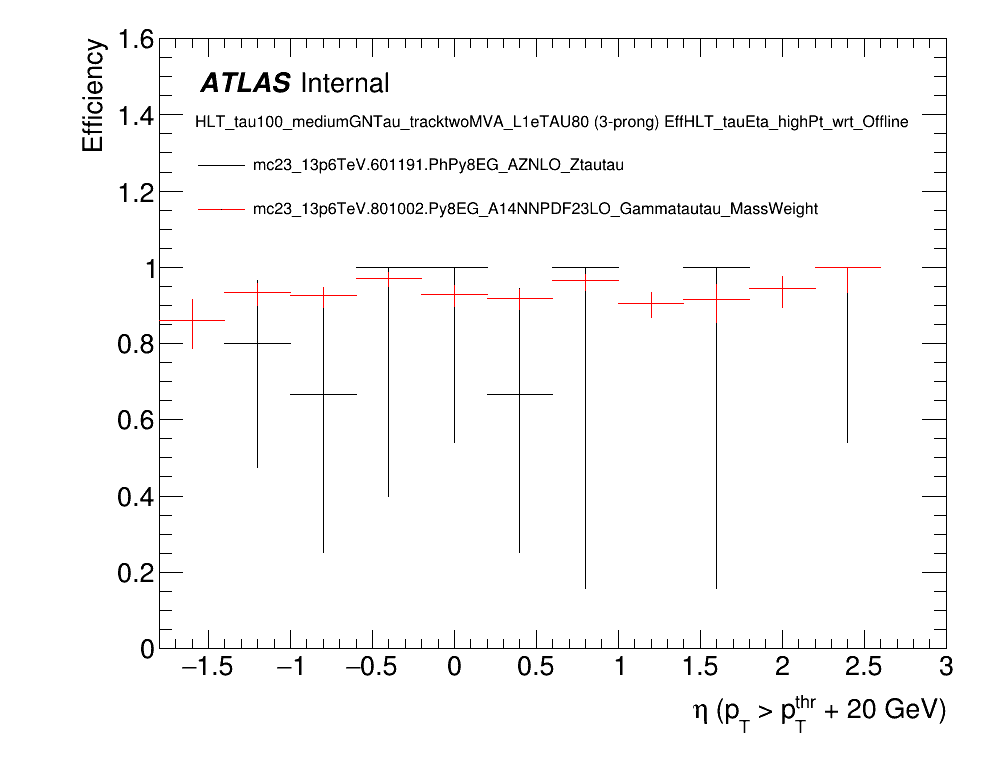 Efficiency
1.6
1.4
1.2
1
0.8
0.6
0.4
0.2
0
ATLAS Internal
HLT_tau100_mediumGNTau_tracktwoMVA_L1eTAU80 (3-prong) EffHLT_tauEta_highPt_wrt_Offline
mc23_13p6TeV.601191.PhPy8EG_AZNLO_Ztautau
mc23_13p6TeV.801002.Py8EG_A14NNPDF23LO_Gammatautau_MassWeight
−1.5 −1 −0.5 0 0.5 1 1.5 2 2.5 3
η (p_T > p_T^thr + 20 GeV)